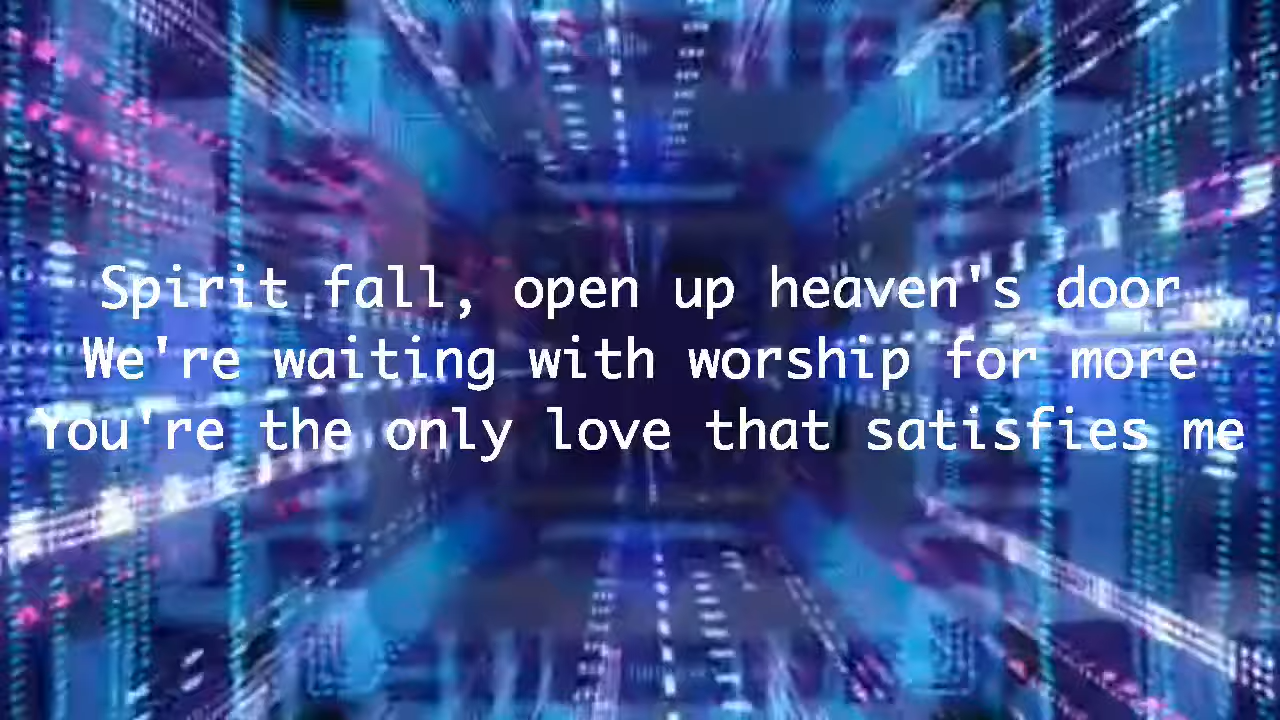 Spirit fall, open up heaven's door
We're waiting with worship for more
You're the only love that satisfies me